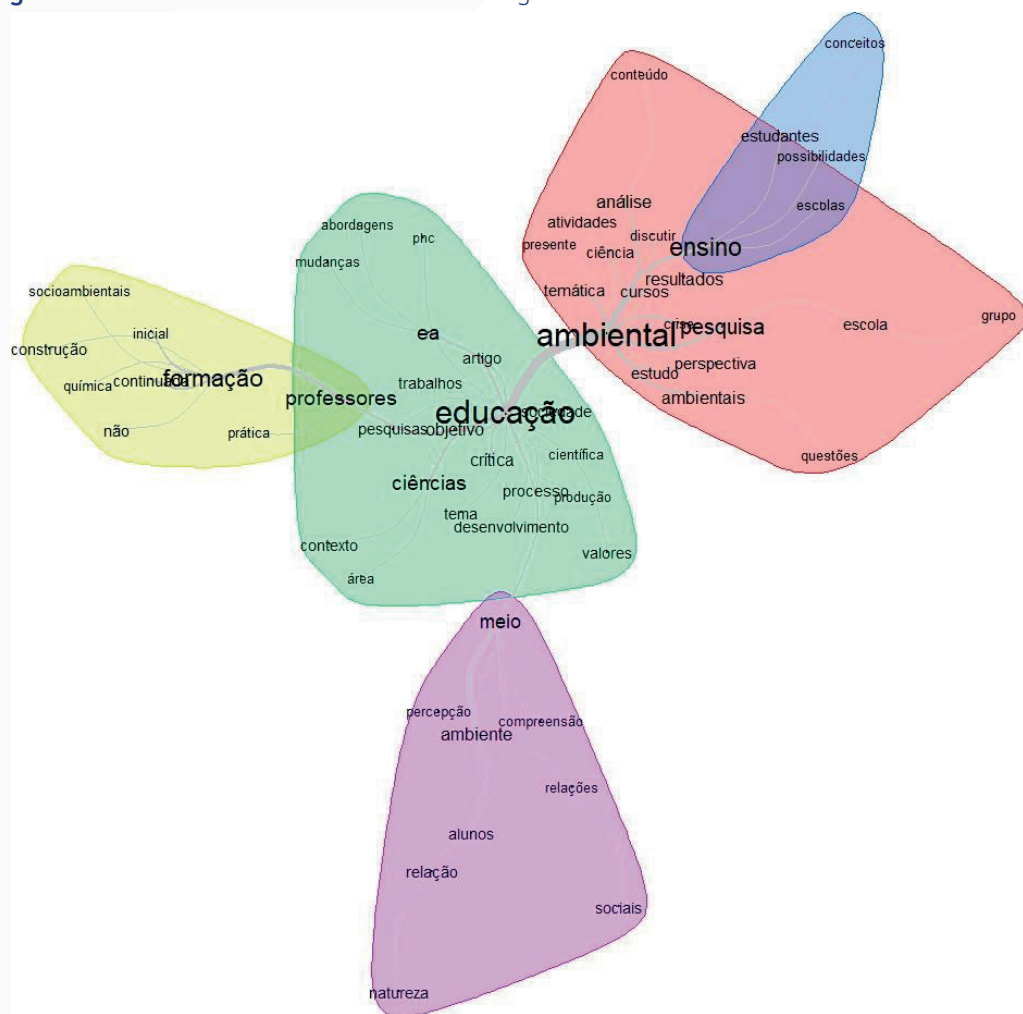 conceitos
conteúdo
estudantes
possibilidades
escolas
análise
atividades
discutir
presente
ciência
ensino
temática
cursos
resultados
ambiental
crise
pesquisa
escola
grupo
estudo
perspectiva
ambientais
questões
abordagens
phc
mudanças
ea
artigo
trabalhos
professores
educação
sociedade
pesquisas
objetivo
crítica
científica
ciências
processo
produção
tema
desenvolvimento
contexto
valores
área
socioambientais
inicial
construção
química
continuada
formação
não
prática
meio
percepção
compreensão
ambiente
relações
alunos
relação
sociais
natureza